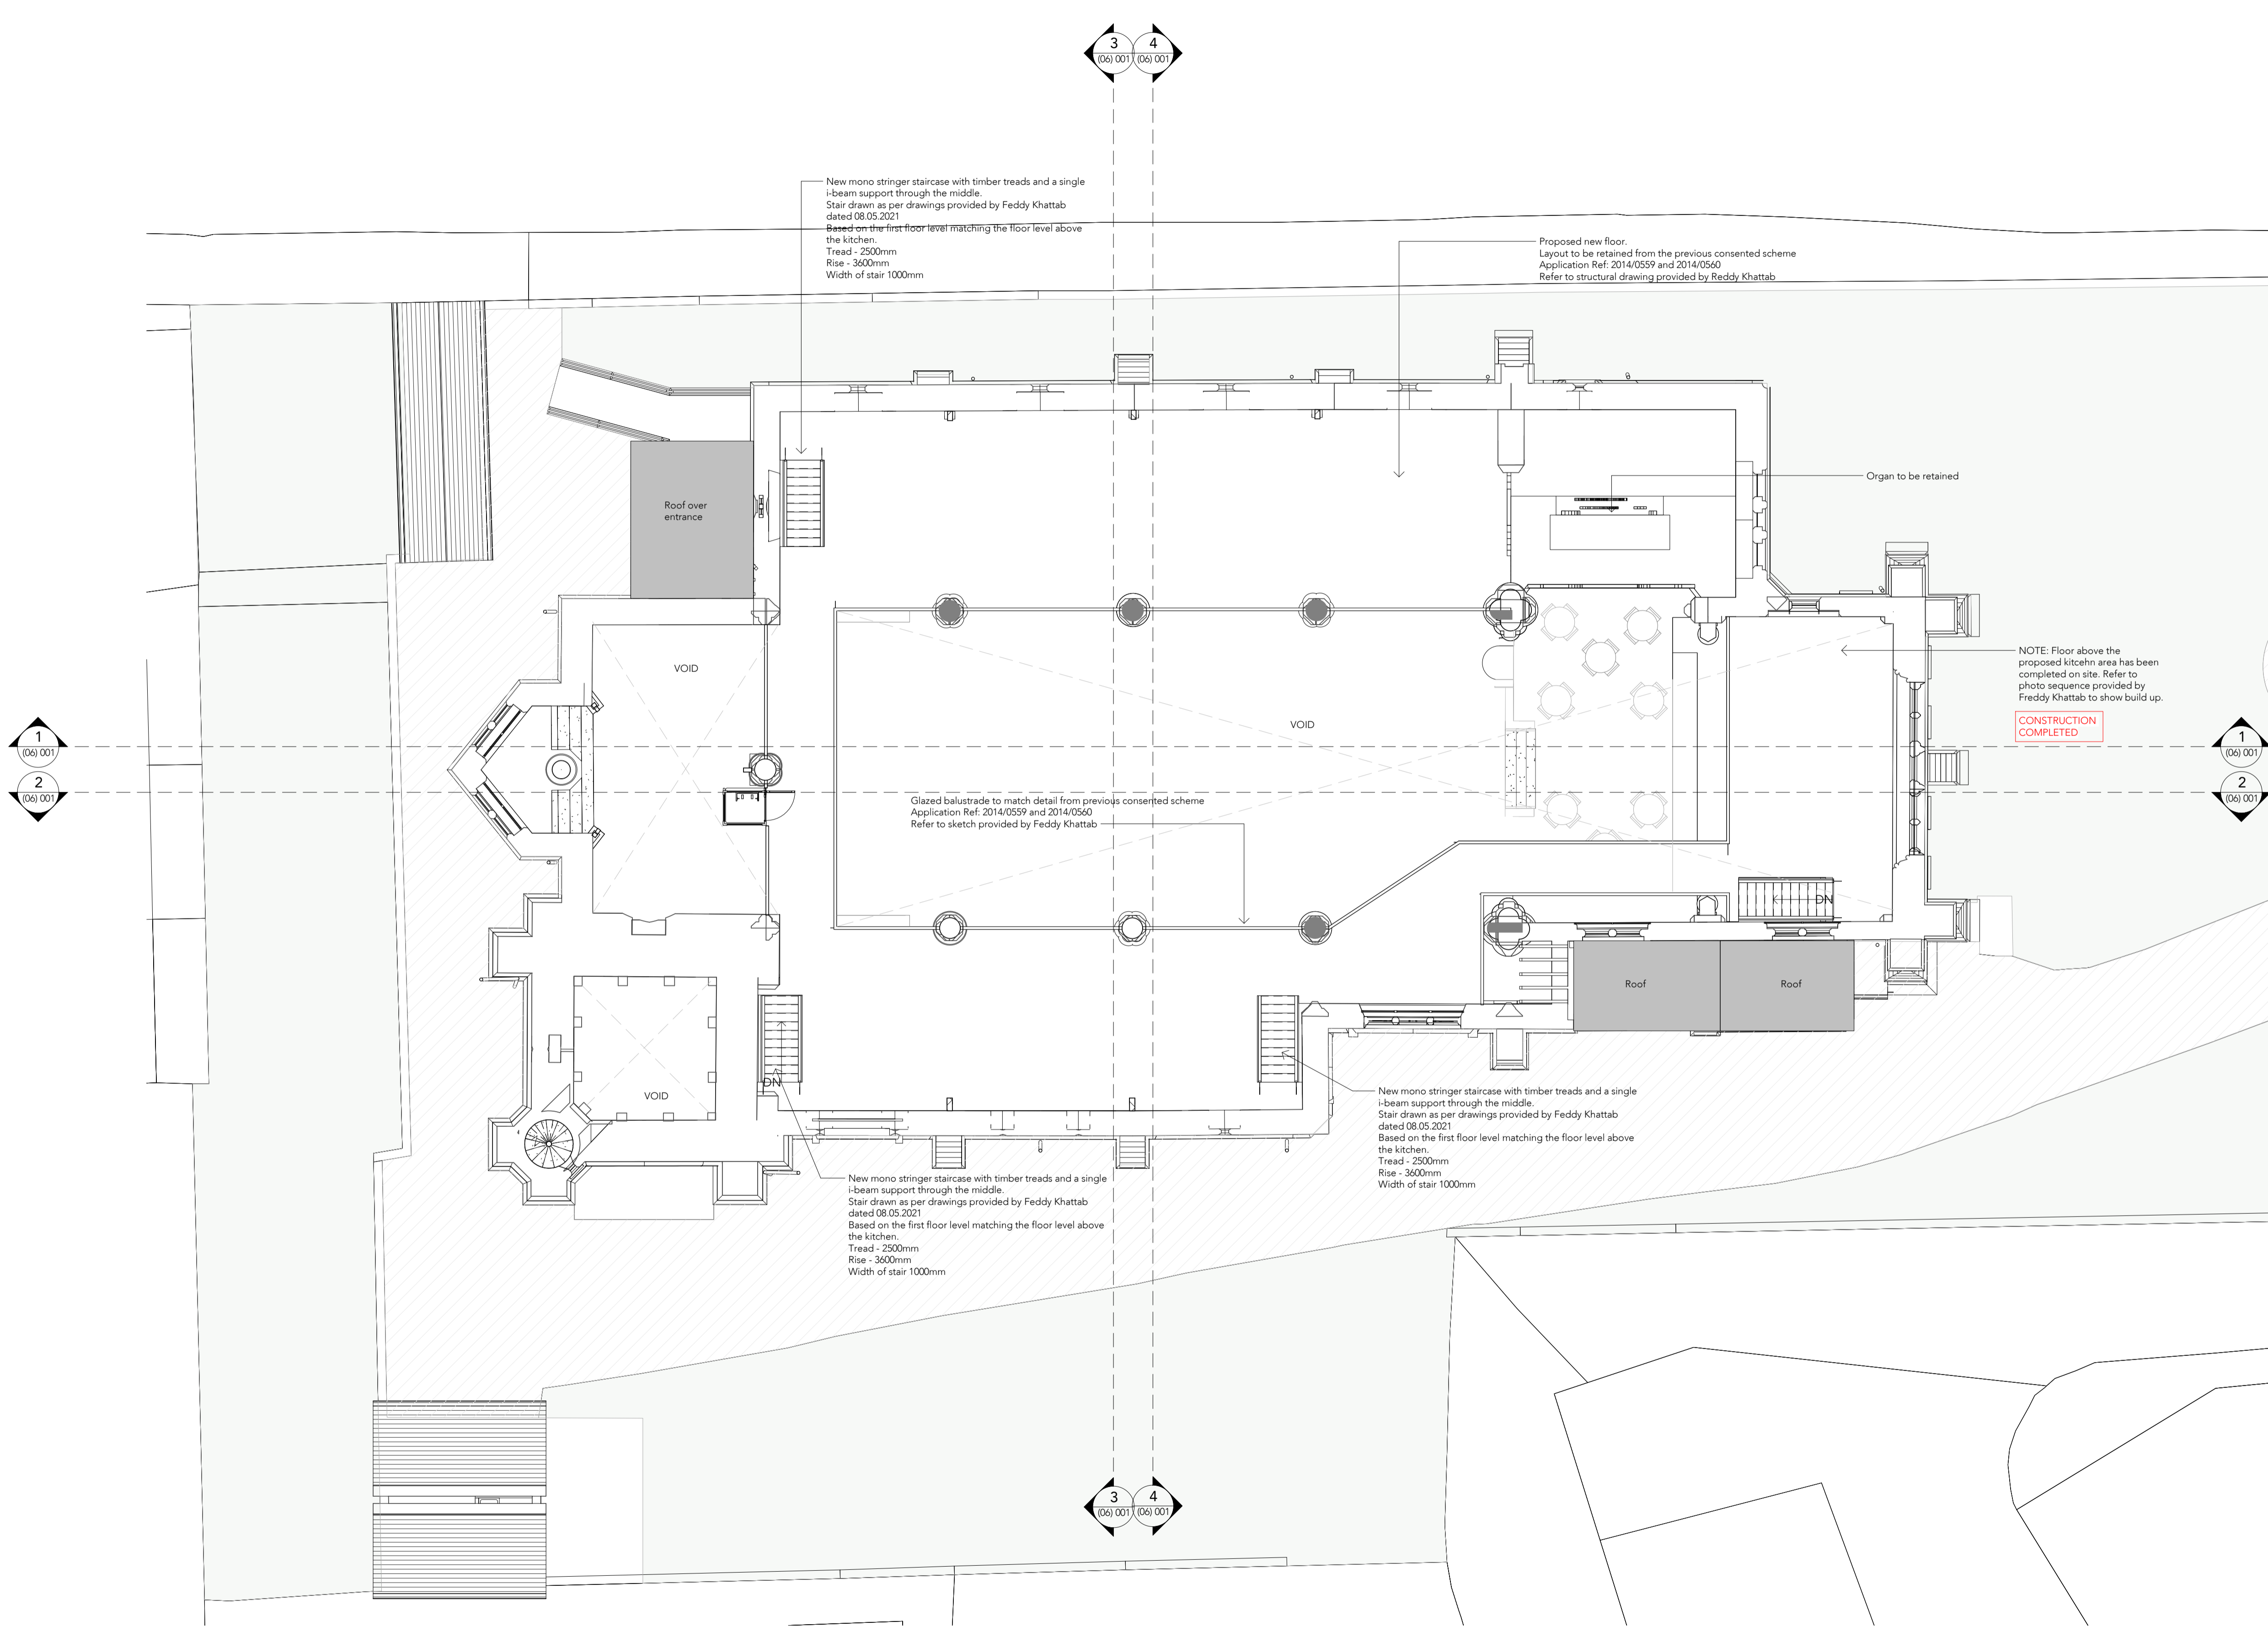 3
4
(06) 001
(06) 001
New mono stringer staircase with timber treads and a single
i-beam support through the middle.
Stair drawn as per drawings provided by Feddy Khattab
dated 08.05.2021
Based on the first floor level matching the floor level above
the kitchen.
Tread - 2500mm
Rise - 3600mm
Width of stair 1000mm
Proposed new floor.
Layout to be retained from the previous consented scheme
Application Ref: 2014/0559 and 2014/0560
Refer to structural drawing provided by Reddy Khattab
Organ to be retained
Roof over
entrance
VOID
VOID
NOTE: Floor above the
proposed kitcehn area has been
completed on site. Refer to
photo sequence provided by
Freddy Khattab to show build up.
CONSTRUCTION
COMPLETED
1
(06) 001
2
(06) 001
1
(06) 001
2
(06) 001
Glazed balustrade to match detail from previous consented scheme
Application Ref: 2014/0559 and 2014/0560
Refer to sketch provided by Feddy Khattab
DN
Roof
Roof
DN
VOID
New mono stringer staircase with timber treads and a single
i-beam support through the middle.
Stair drawn as per drawings provided by Feddy Khattab
dated 08.05.2021
Based on the first floor level matching the floor level above
the kitchen.
Tread - 2500mm
Rise - 3600mm
Width of stair 1000mm
New mono stringer staircase with timber treads and a single
i-beam support through the middle.
Stair drawn as per drawings provided by Feddy Khattab
dated 08.05.2021
Based on the first floor level matching the floor level above
the kitchen.
Tread - 2500mm
Rise - 3600mm
Width of stair 1000mm
3
4
(06) 001
(06) 001